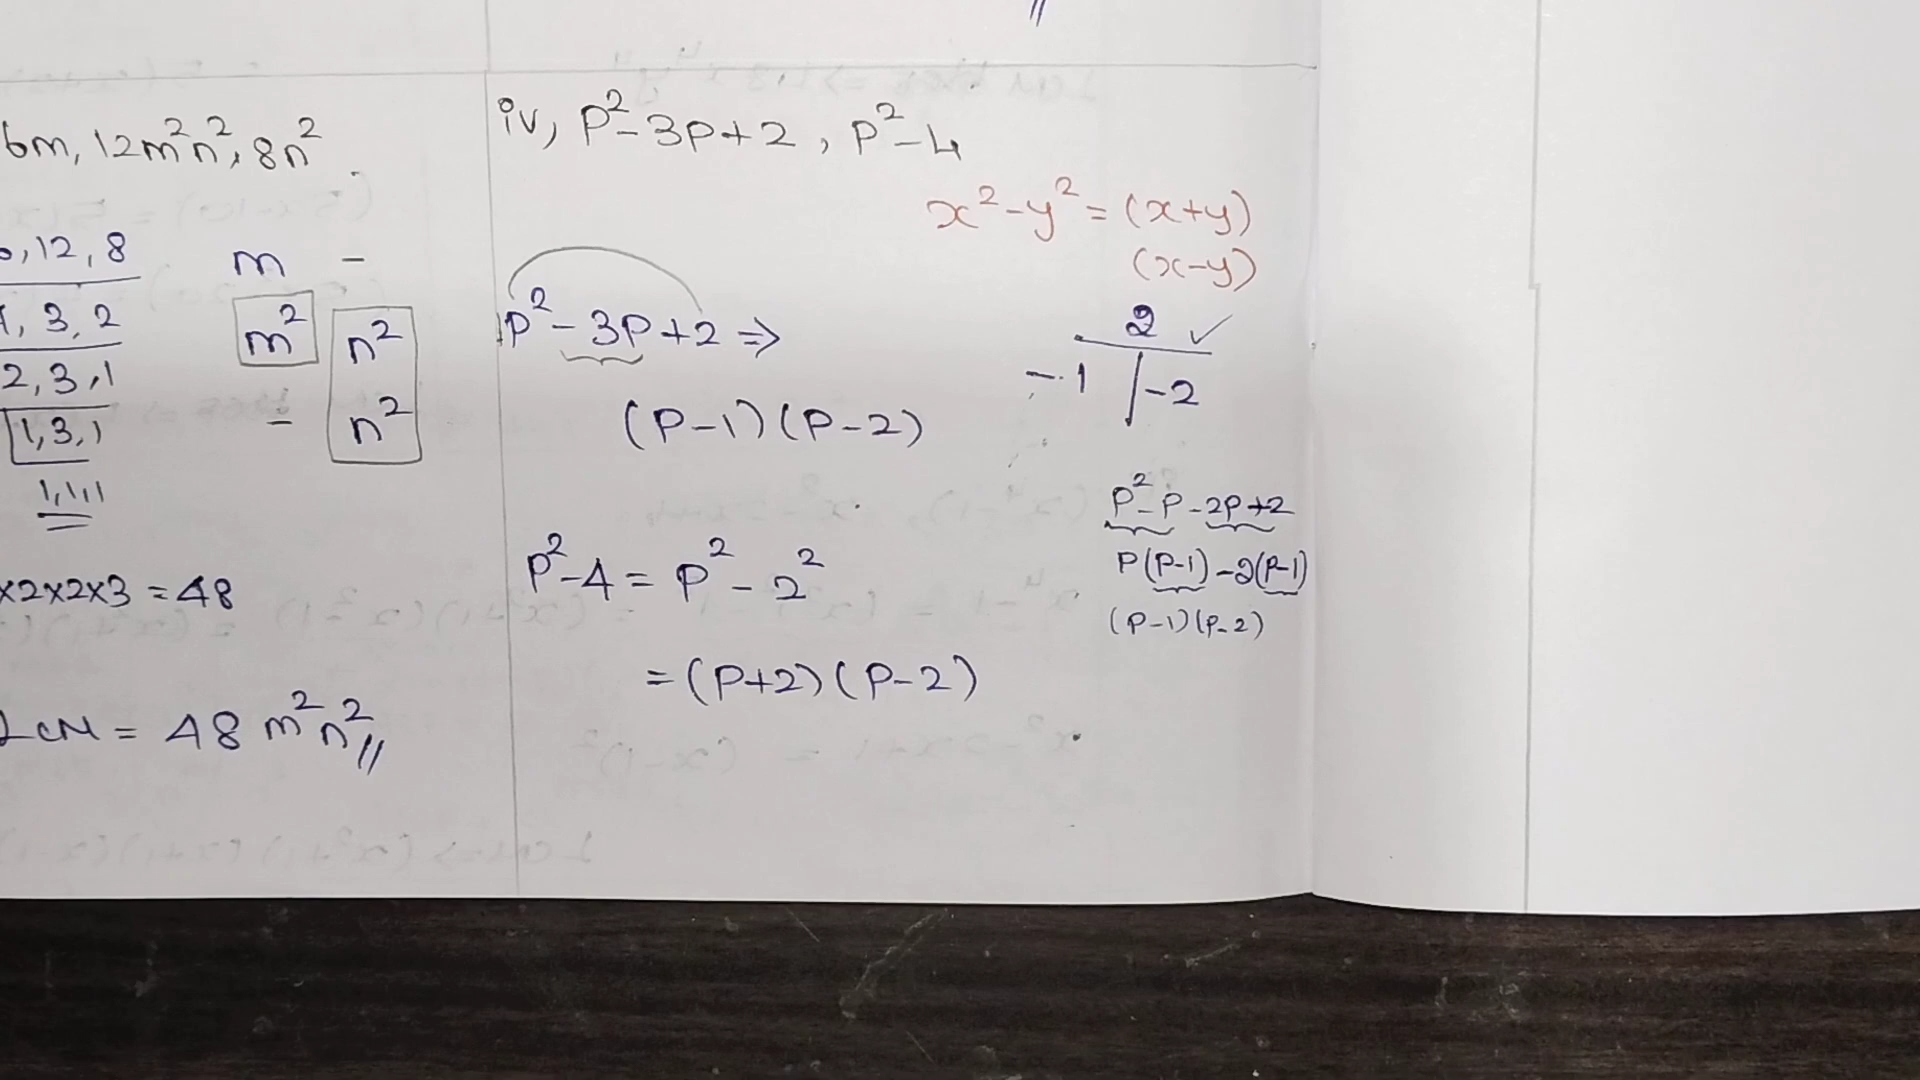 6m, 12m²n², 8n²
, 12, 8
, 3, 2
2, 3, 1
1, 3, 1
1, 1, 1
m -
m² n²
- n²
×2×2×3 = 48
LCM = 48 m²n² //
iv, p²-3p+2, p²-4
x²-y² = (x+y)
(x-y)
p²-3p+2 ⇒
(p-1)(p-2)
2 ✓
-1 / -2
p²-p-2p+2
p(p-1)-2(p-1)
(p-1)(p-2)
p²-4 = p²-2²
= (p+2)(p-2)